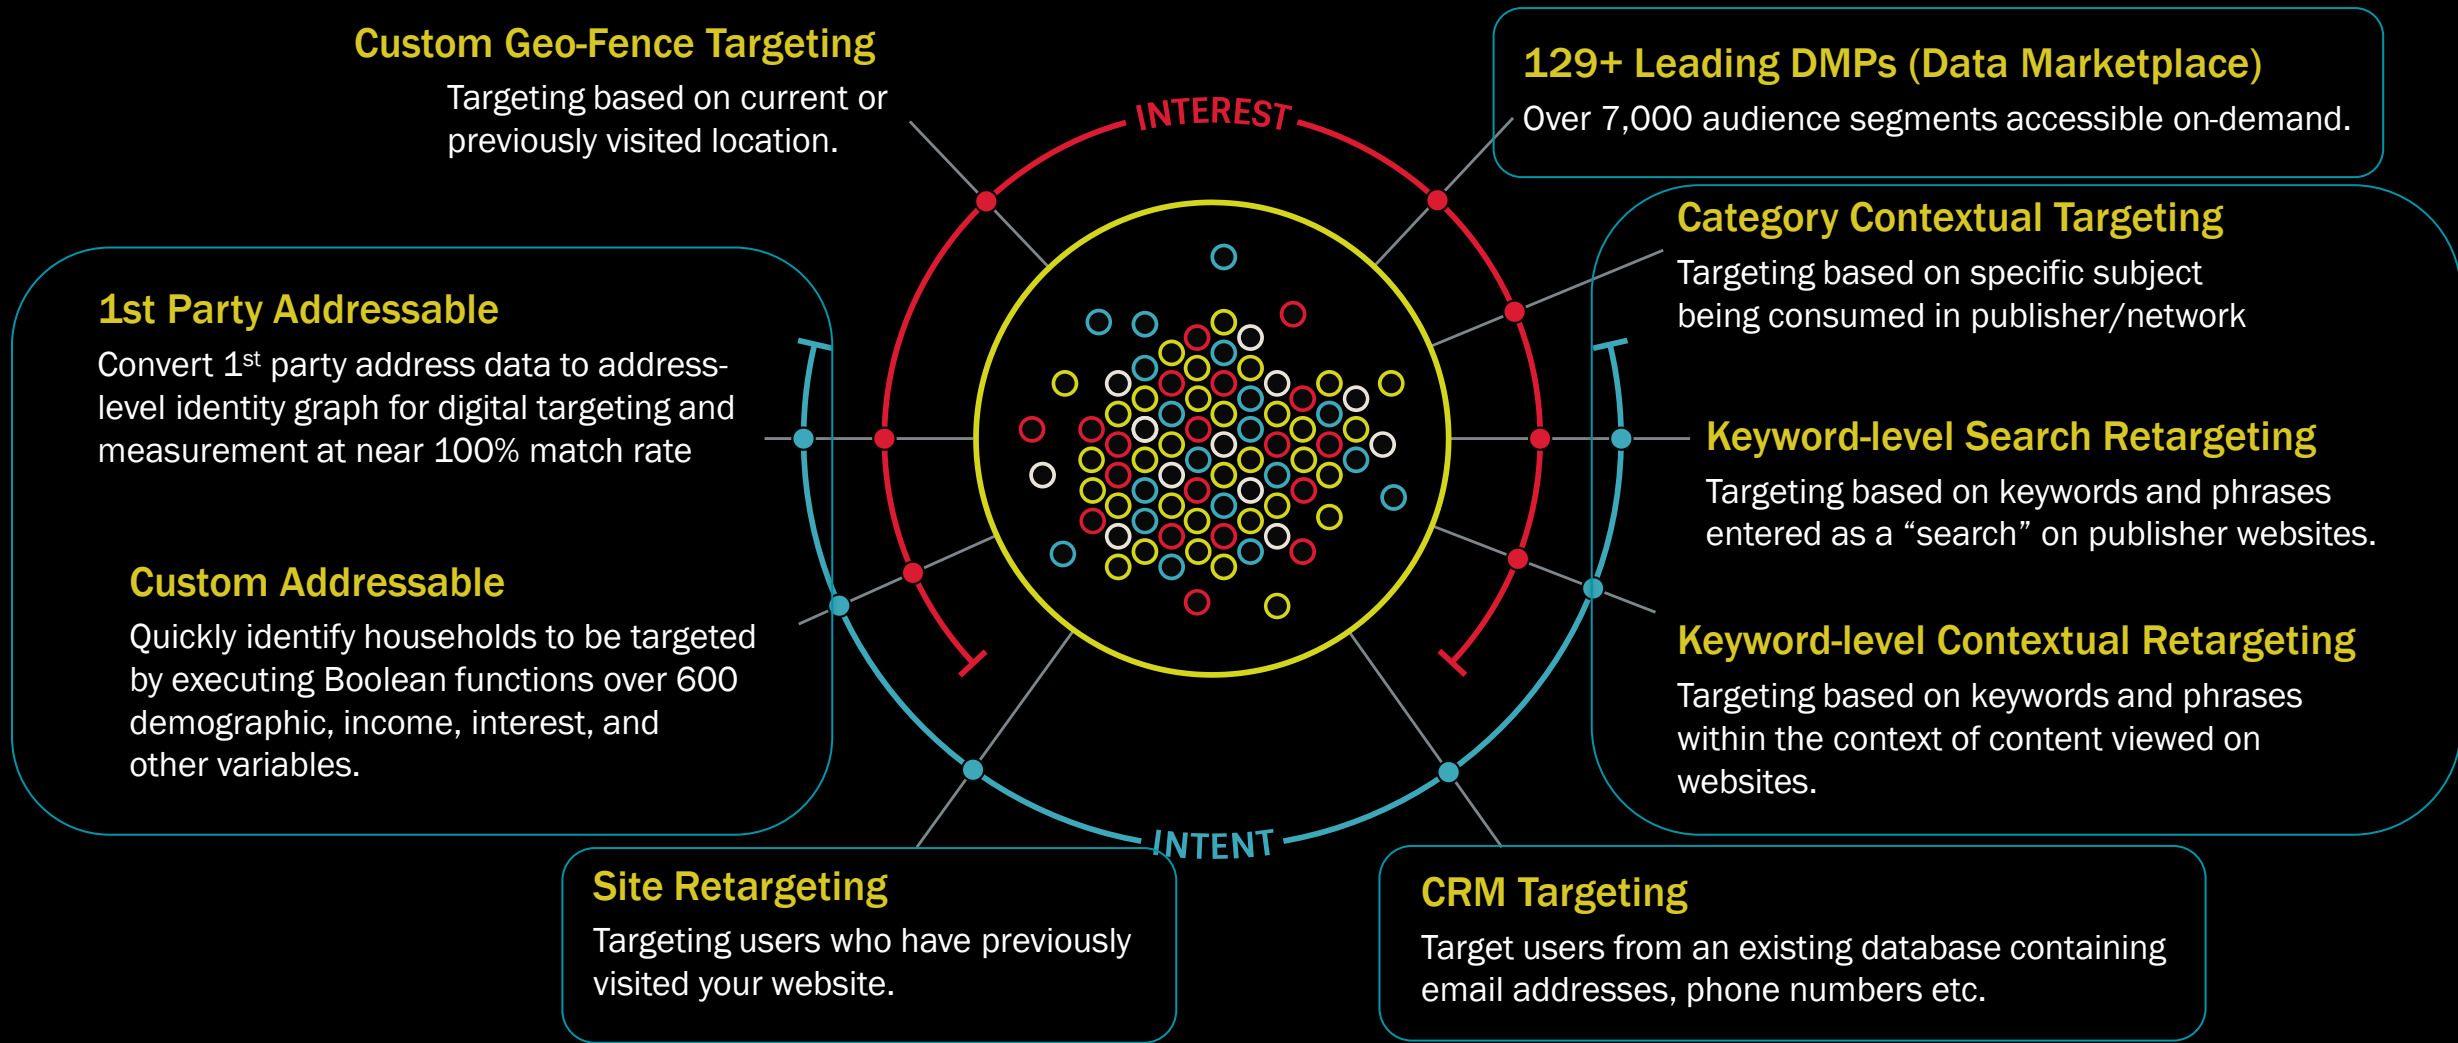 Custom Geo-Fence Targeting
Targeting based on current or
previously visited location.
INTEREST
129+ Leading DMPs (Data Marketplace)
Over 7,000 audience segments accessible on-demand.
Category Contextual Targeting
Targeting based on specific subject
being consumed in publisher/network
1st Party Addressable
Convert 1st party address data to address-
level identity graph for digital targeting and
measurement at near 100% match rate
Keyword-level Search Retargeting
Targeting based on keywords and phrases
entered as a “search” on publisher websites.
Custom Addressable
Quickly identify households to be targeted
by executing Boolean functions over 600
demographic, income, interest, and
other variables.
Keyword-level Contextual Retargeting
Targeting based on keywords and phrases
within the context of content viewed on
websites.
INTENT
Site Retargeting
Targeting users who have previously
visited your website.
CRM Targeting
Target users from an existing database containing
email addresses, phone numbers etc.